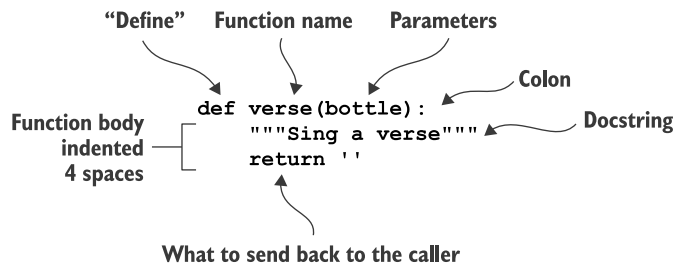 “Define” Function name Parameters
Colon
def verse(bottle):
"""Sing a verse"""
Docstring
return ''
Function body
indented
4 spaces
What to send back to the caller